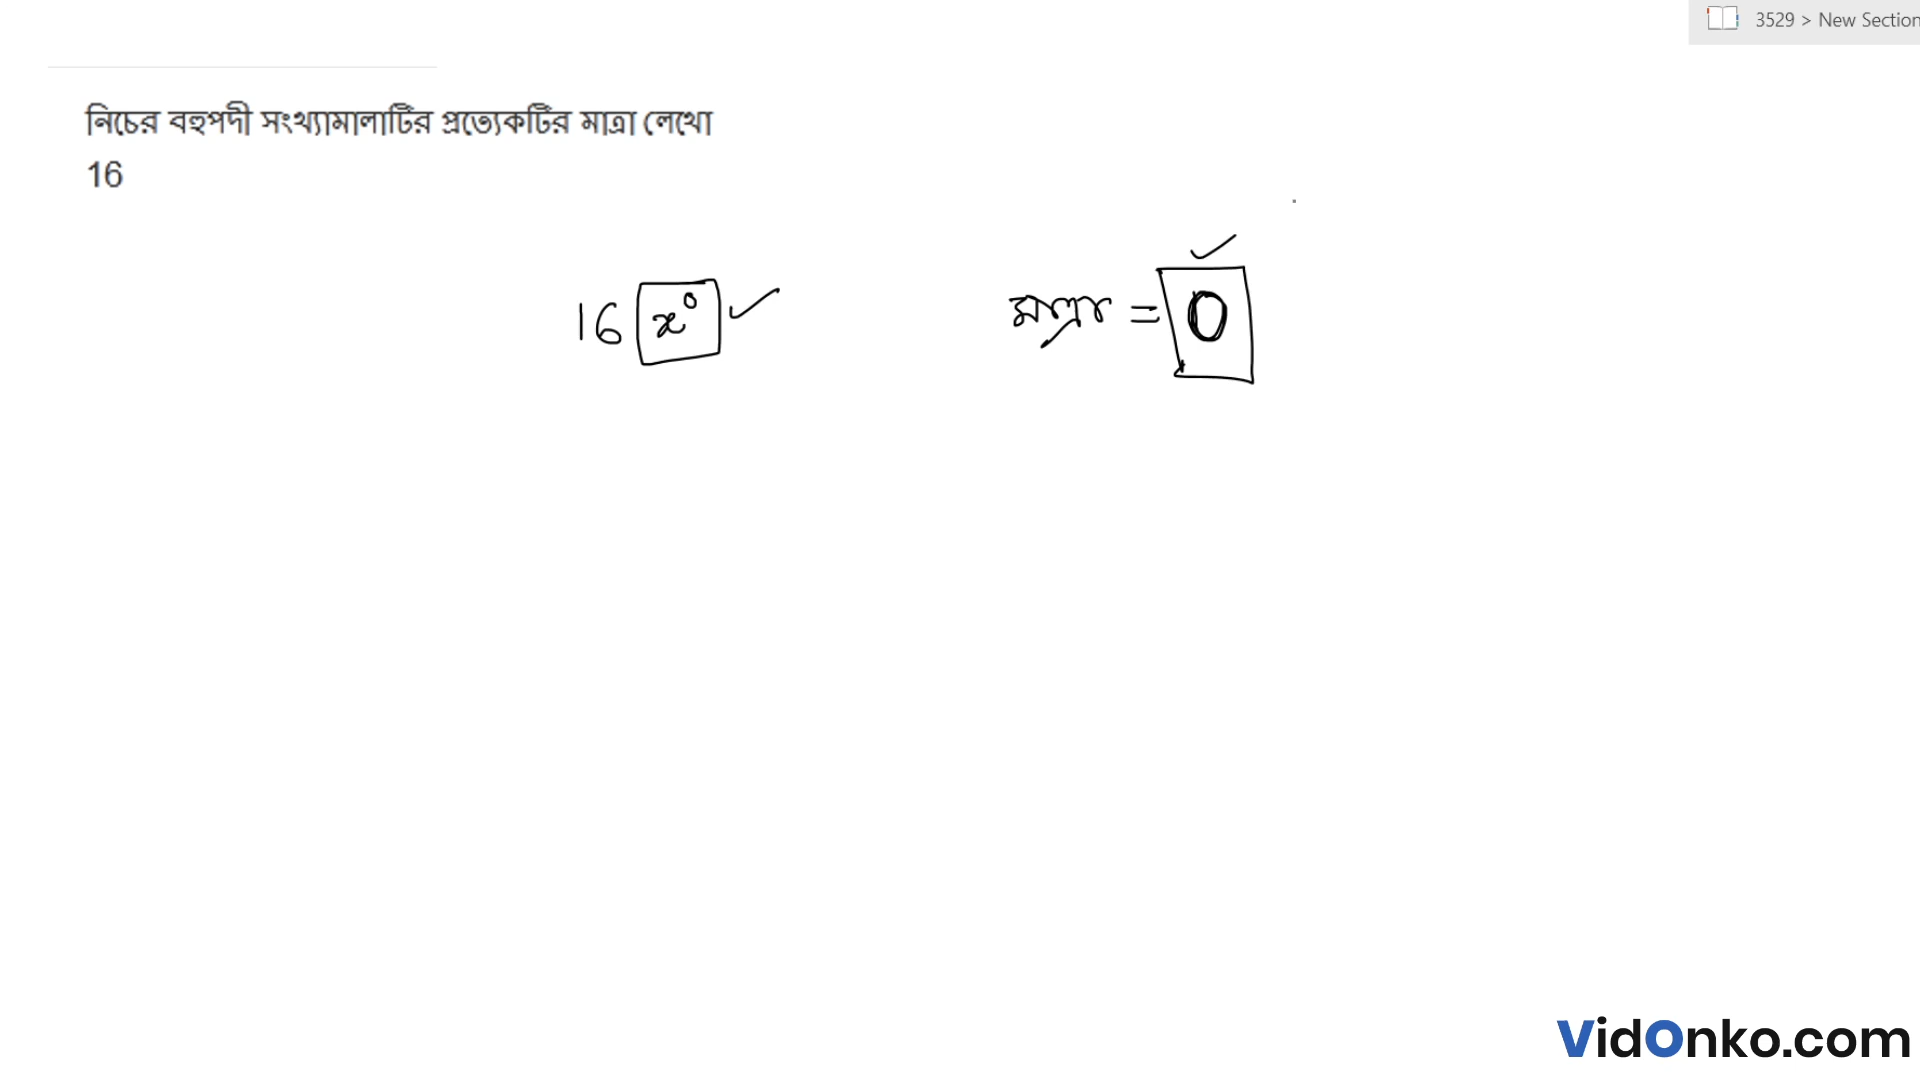 3529 > New Section
নিচের বহুপদী সংখ্যামালাটির প্রত্যেকটির মাত্রা লেখো
16
16 x⁰
মাত্রা = 0
VidOnko.com